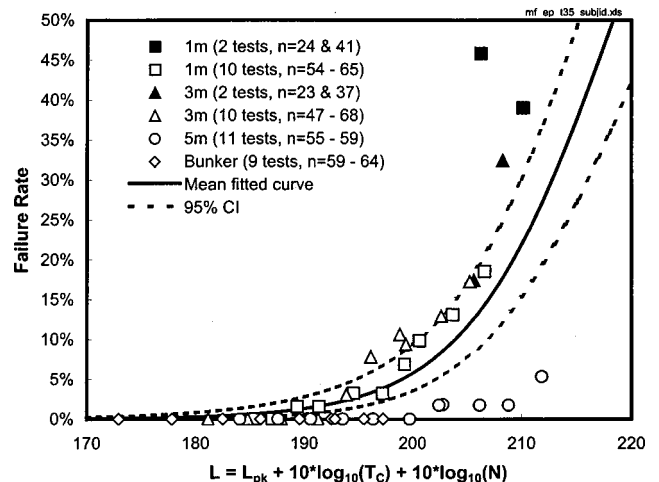 mf_ep_t35_subjid.xls
50%
45%
40%
35%
30%
25%
20%
15%
10%
5%
0%
Failure Rate
1m (2 tests, n=24 & 41)
1m (10 tests, n=54 - 65)
3m (2 tests, n=23 & 37)
3m (10 tests, n=47 - 68)
5m (11 tests, n=55 - 59)
Bunker (9 tests, n=59 - 64)
Mean fitted curve
95% CI
170 180 190 200 210 220
L = Lpk + 10*log10(TC) + 10*log10(N)